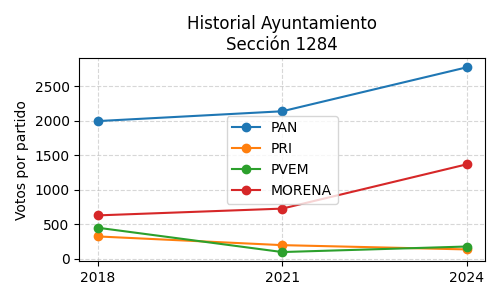 Historial Ayuntamiento
Sección 1284
Votos por partido
2500
2000
1500
1000
500
0
PAN
PRI
PVEM
MORENA
2018
2021
2024